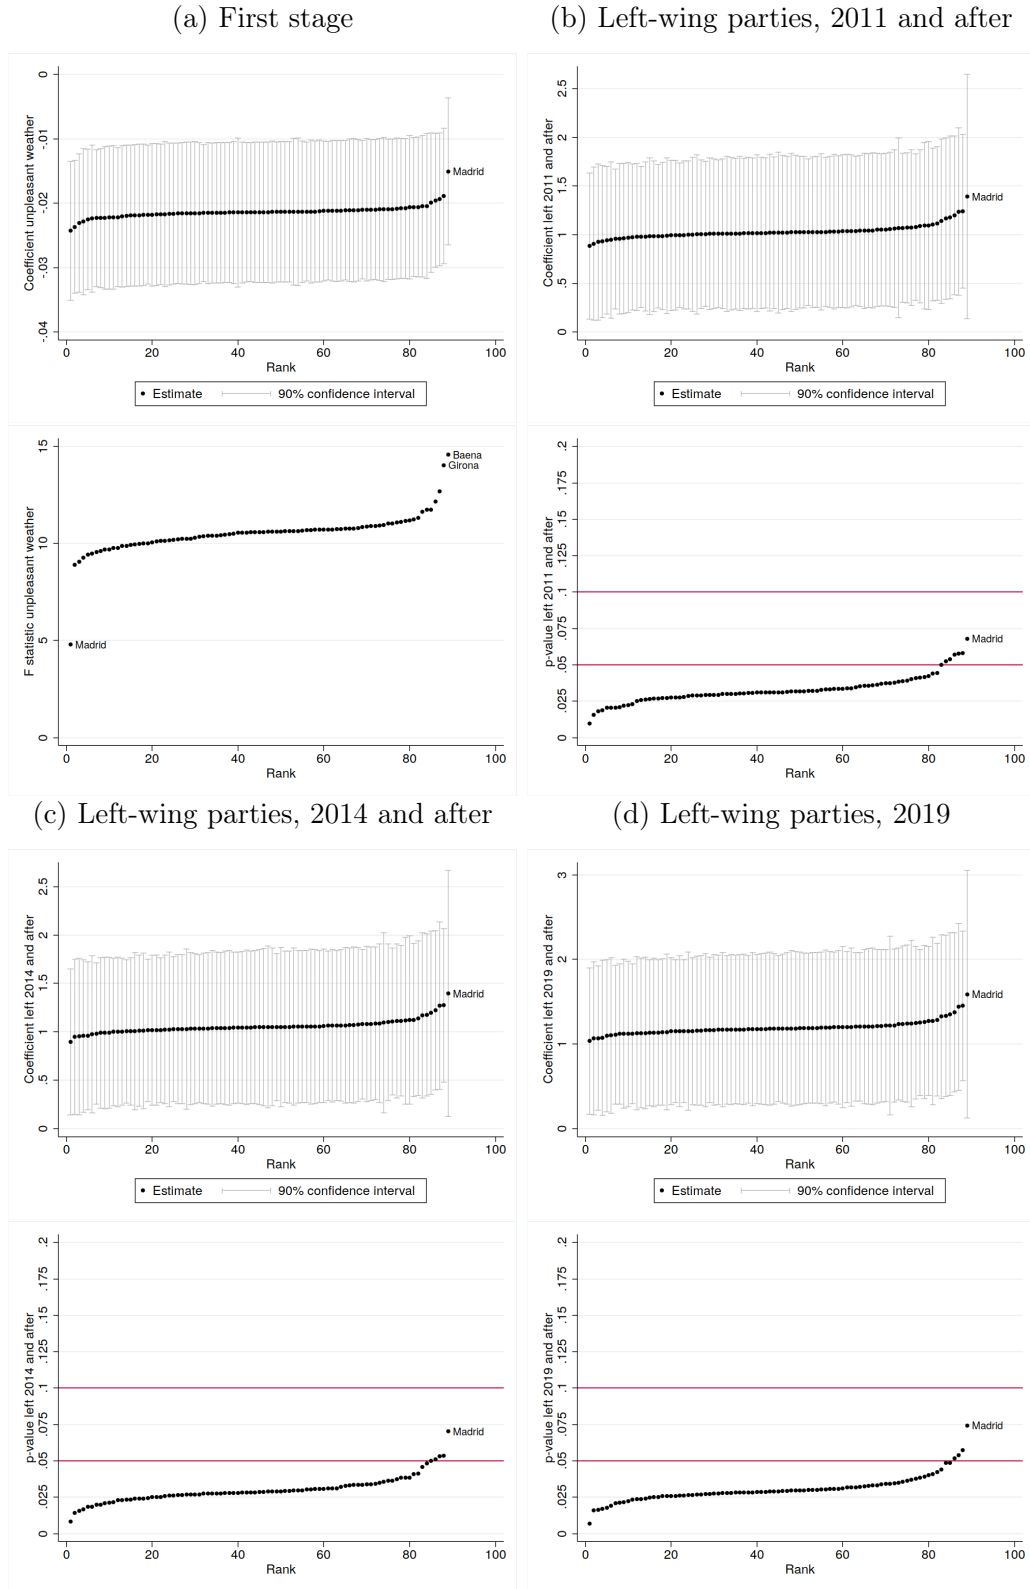 (a) First stage
(b) Left-wing parties, 2011 and after
Coefficient unpleasant weather
0
-.01
-.02
-.03
-.04
Madrid
0 20 40 60 80 100
Rank
Estimate 90% confidence interval
Coefficient left 2011 and after
2.5
2
1.5
1
.5
0
Madrid
0 20 40 60 80 100
Rank
Estimate 90% confidence interval
F statistic unpleasant weather
15
10
5
0
Baena
Girona
Madrid
0 20 40 60 80 100
Rank
p-value left 2011 and after
.2
.175
.15
.125
.1
.075
.05
.025
0
Madrid
0 20 40 60 80 100
Rank
(c) Left-wing parties, 2014 and after
(d) Left-wing parties, 2019
Coefficient left 2014 and after
2.5
2
1.5
1
.5
0
Madrid
0 20 40 60 80 100
Rank
Estimate 90% confidence interval
Coefficient left 2019 and after
3
2
1
0
Madrid
0 20 40 60 80 100
Rank
Estimate 90% confidence interval
p-value left 2014 and after
.2
.175
.15
.125
.1
.075
.05
.025
0
Madrid
0 20 40 60 80 100
Rank
p-value left 2019 and after
.2
.175
.15
.125
.1
.075
.05
.025
0
Madrid
0 20 40 60 80 100
Rank